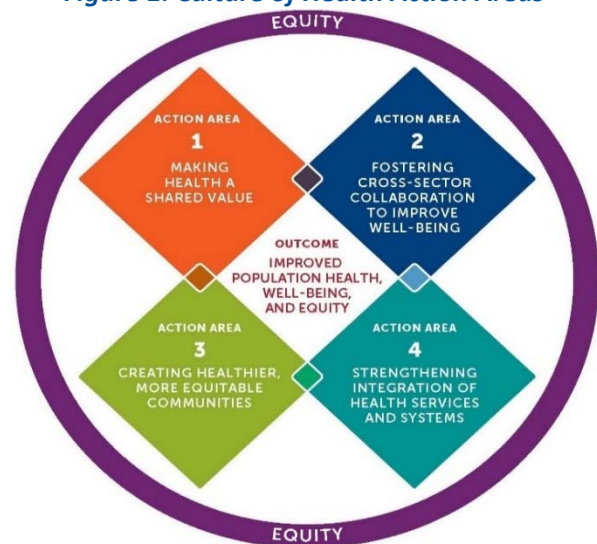 Figure Culture of Health Action Areas
EQUITY
ACTION AREA
1
MAKING
HEALTH A
SHARED VALUE
ACTION AREA
2
FOSTERING
CROSS-SECTOR
COLLABORATION
TO IMPROVE
WELL-BEING
OUTCOME
IMPROVED
POPULATION HEALTH,
WELL-BEING,
AND EQUITY
ACTION AREA
3
CREATING HEALTHIER,
MORE EQUITABLE
COMMUNITIES
ACTION AREA
4
STRENGTHENING
INTEGRATION OF
HEALTH SERVICES
AND SYSTEMS
EQUITY